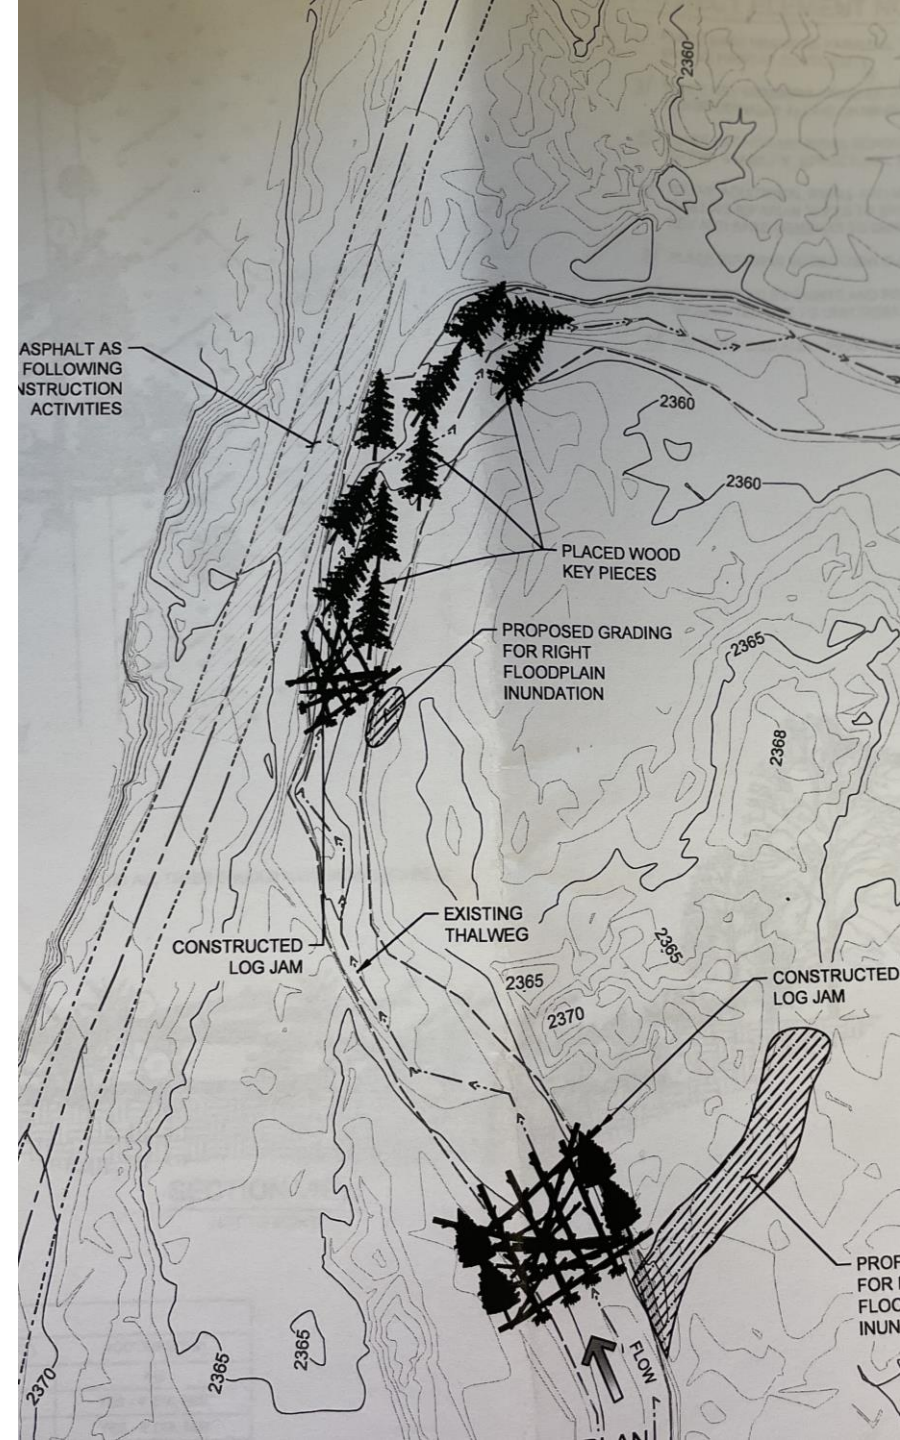 2360
ASPHALT AS
FOLLOWING
NSTRUCTION
ACTIVITIES
2360
2360
PLACED WOOD
KEY PIECES
PROPOSED GRADING
FOR RIGHT
FLOODPLAIN
INUNDATION
2365
2368
EXISTING
THALWEG
CONSTRUCTED
LOG JAM
2365
2365
2370
CONSTRUCTED
LOG JAM
PROP
FOR
FLOO
INUN
FLOW
2365
2365
2370
PLAN